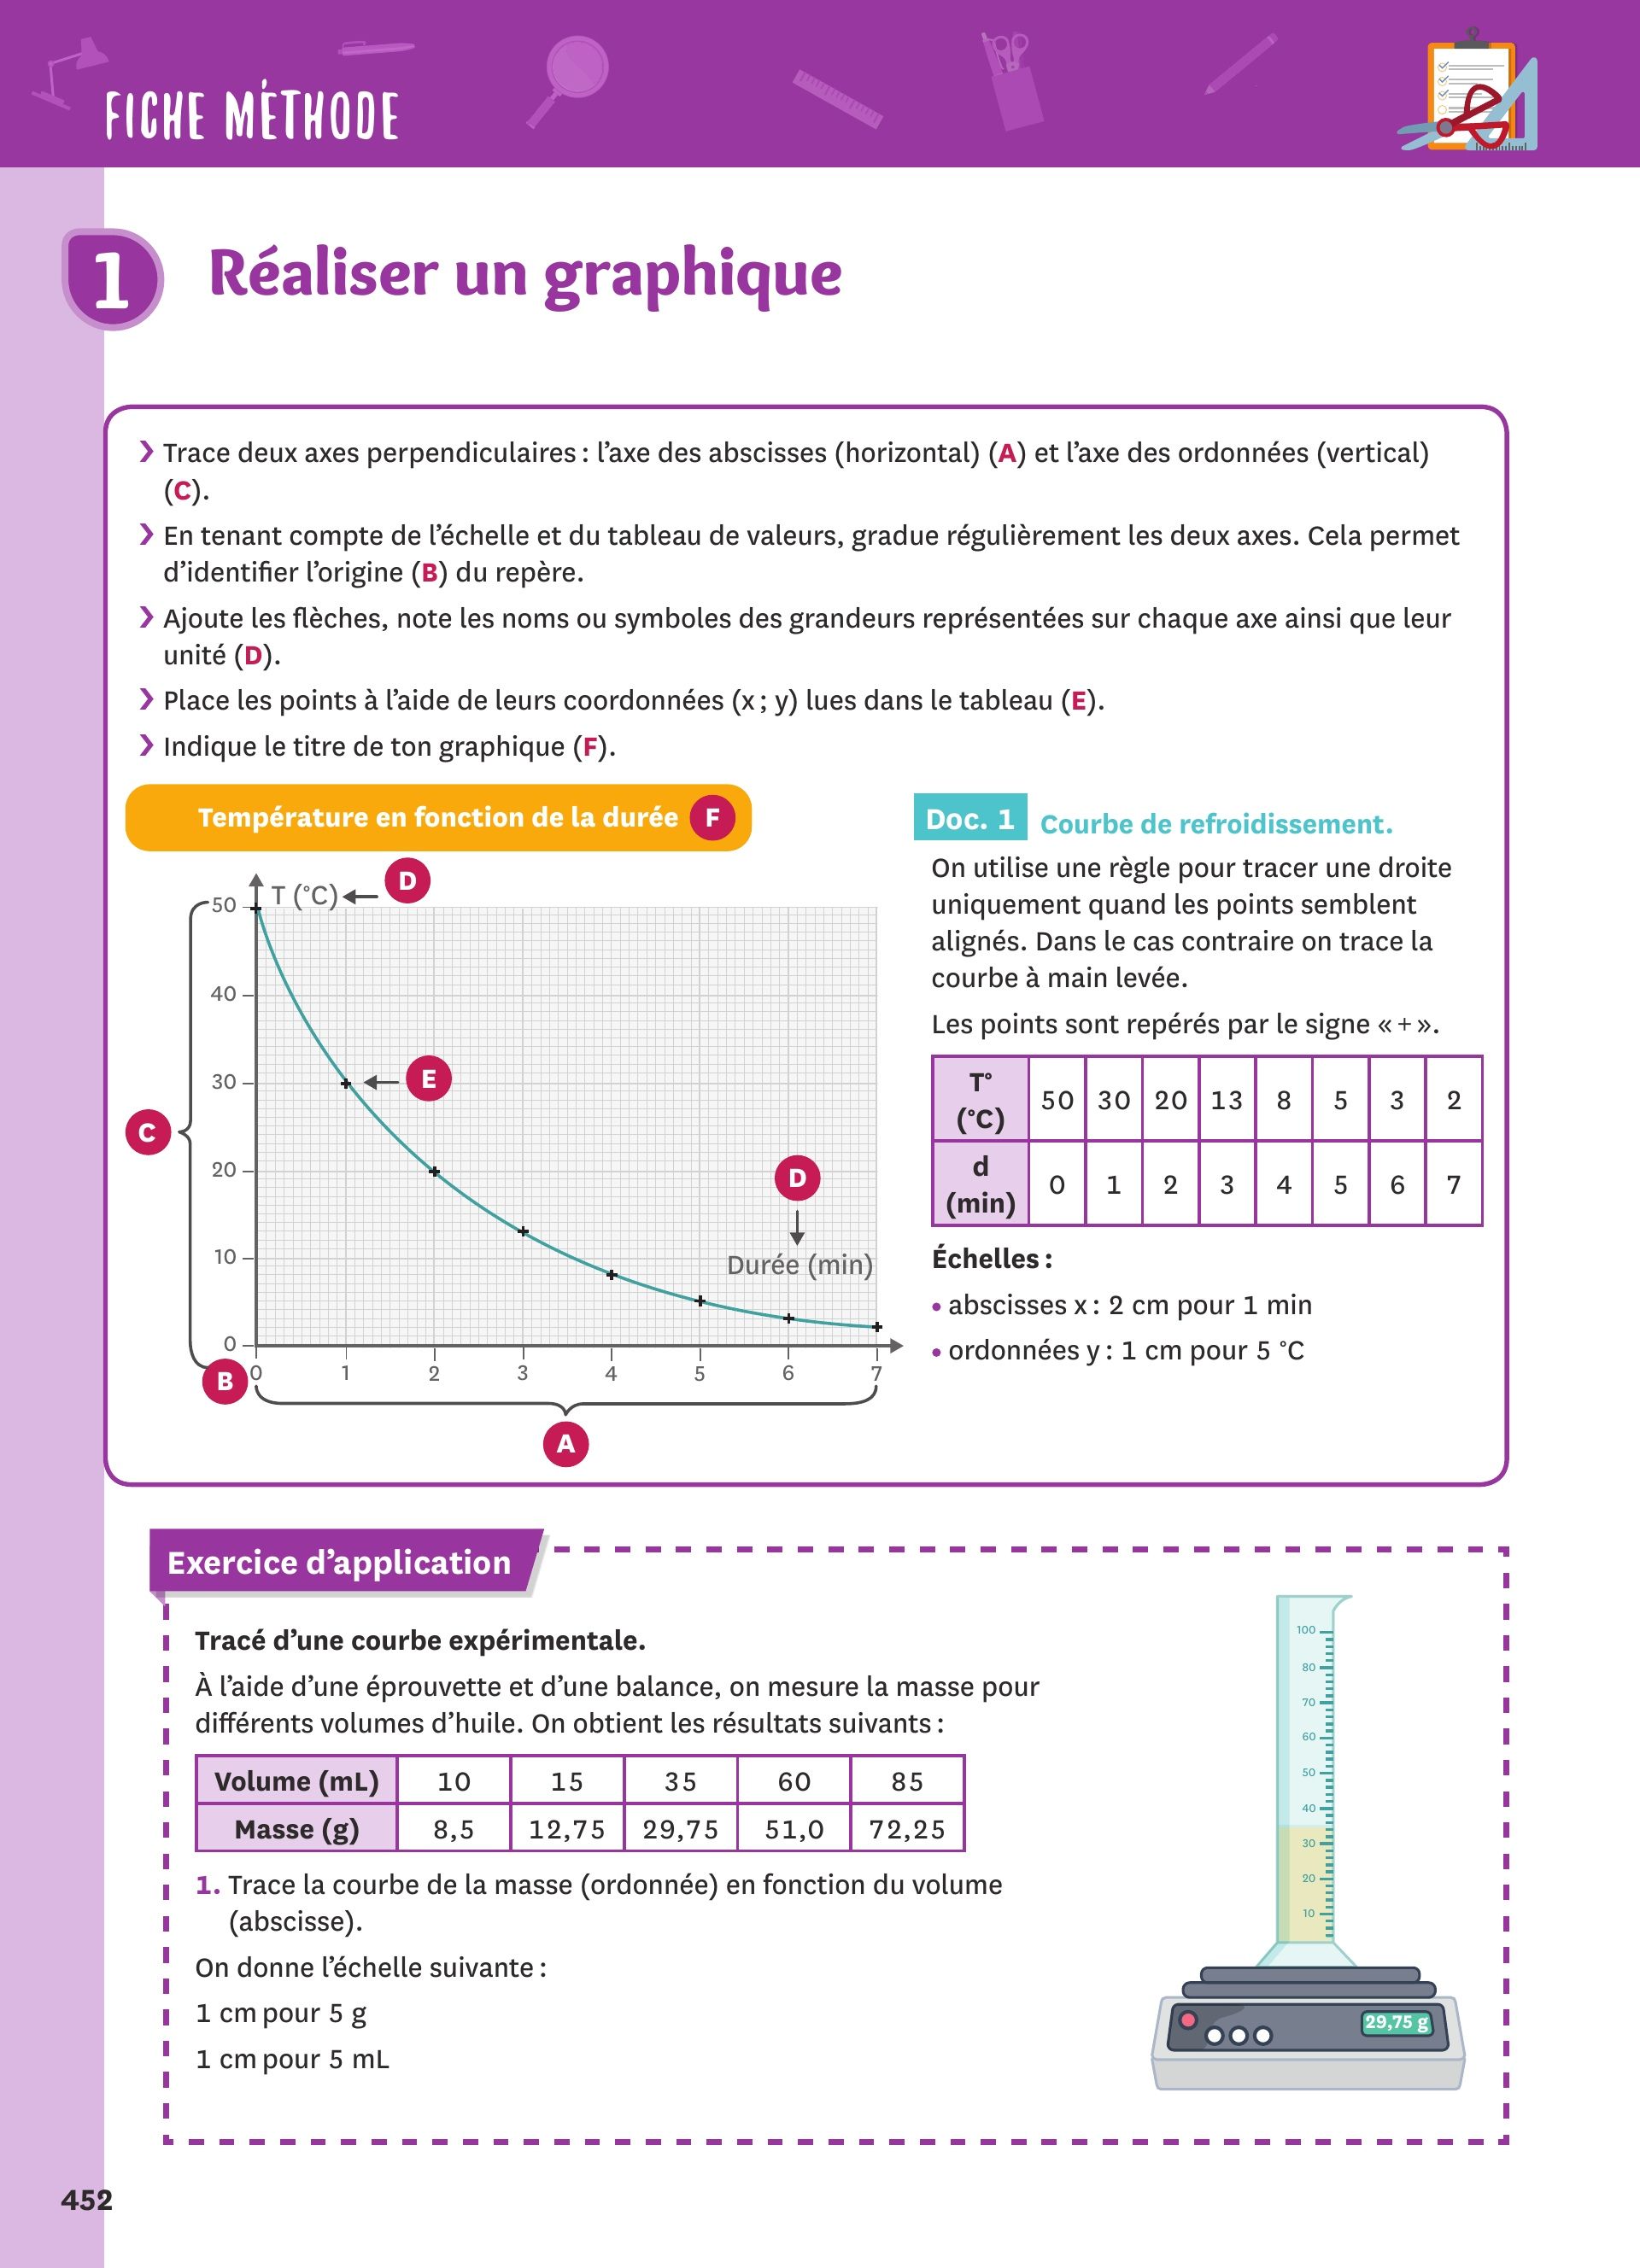 FICHE MÉTHODE
1 Réaliser un graphique
❯ Trace deux axes perpendiculaires : l’axe des abscisses (horizontal) (A) et l’axe des ordonnées (vertical)
(C).
❯ En tenant compte de l’échelle et du tableau de valeurs, gradue régulièrement les deux axes. Cela permet
d’identifier l’origine (B) du repère.
❯ Ajoute les flèches, note les noms ou symboles des grandeurs représentées sur chaque axe ainsi que leur
unité (D).
❯ Place les points à l’aide de leurs coordonnées (x ; y) lues dans le tableau (E).
❯ Indique le titre de ton graphique (F).
Température en fonction de la durée F
T (°C) D
50
40
30 E
C
20
D
10
Durée (min)
0
B 0 1 2 3 4 5 6 7
A
Doc. 1 Courbe de refroidissement.
On utilise une règle pour tracer une droite
uniquement quand les points semblent
alignés. Dans le cas contraire on trace la
courbe à main levée.
Les points sont repérés par le signe « + ».
T° (°C) 50 30 20 13 8 5 3 2
d (min) 0 1 2 3 4 5 6 7
Échelles :
• abscisses x : 2 cm pour 1 min
• ordonnées y : 1 cm pour 5 °C
Exercice d’application
Tracé d’une courbe expérimentale.
À l’aide d’une éprouvette et d’une balance, on mesure la masse pour
différents volumes d’huile. On obtient les résultats suivants :
Volume (mL) 10 15 35 60 85
Masse (g) 8,5 12,75 29,75 51,0 72,25
1. Trace la courbe de la masse (ordonnée) en fonction du volume
(abscisse).
On donne l’échelle suivante :
1 cm pour 5 g
1 cm pour 5 mL
100
80
70
60
50
40
30
20
10
29,75 g
452